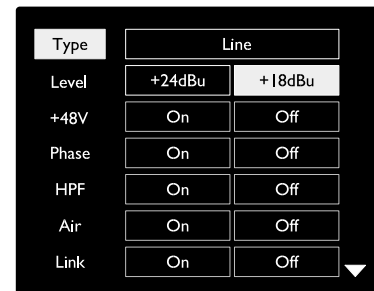 Type Line
Level +24dBu +18dBu
+48V On Off
Phase On Off
HPF On Off
Air On Off
Link On Off